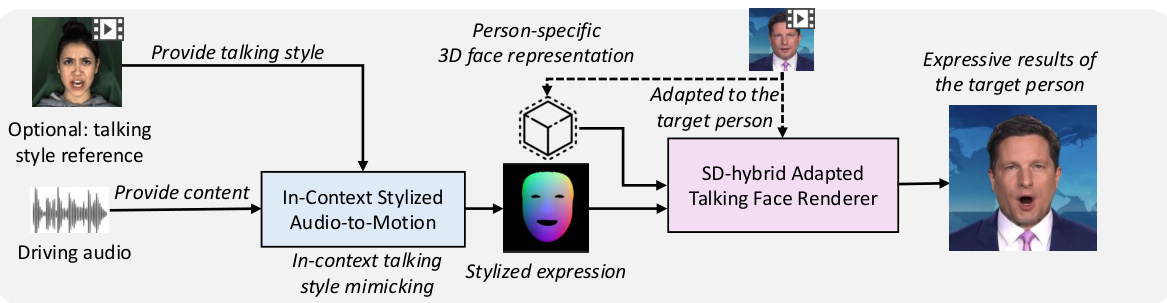 Provide talking style
Optional: talking
style reference
Provide content
Driving audio
In-Context Stylized
Audio-to-Motion
In-context talking
style mimicking
Person-specific
3D face representation
Stylized expression
Adapted to the
target person
SD-hybrid Adapted
Talking Face Renderer
Expressive results of
the target person